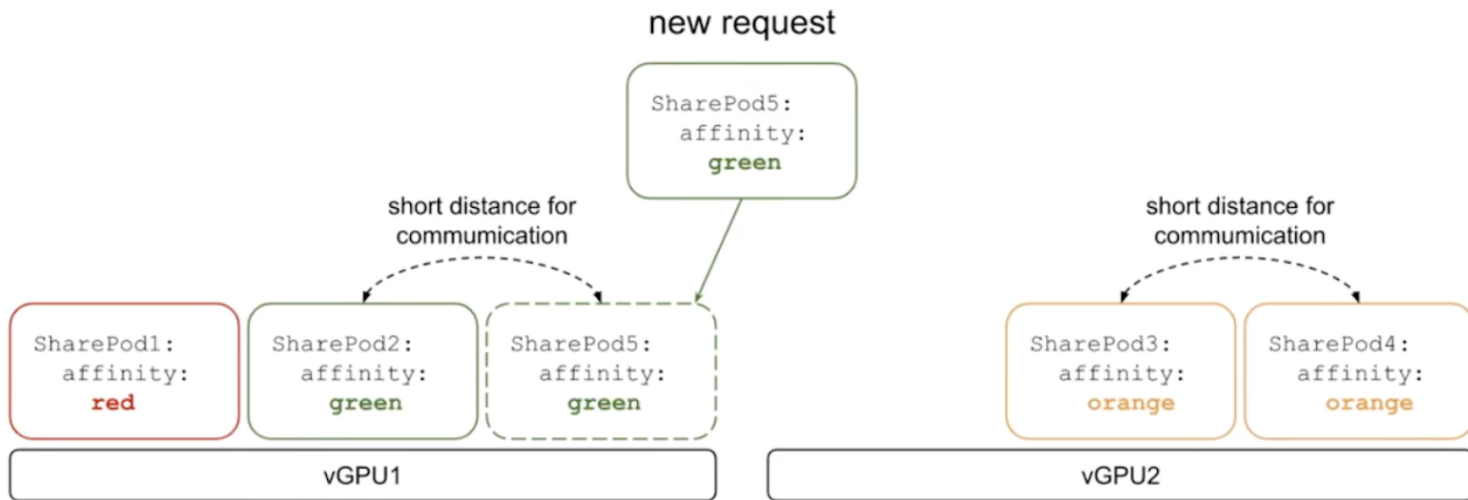 new request
SharePod5:
affinity:
green
short distance for
commumication
short distance for
commumication
SharePod1:
affinity:
red
SharePod2:
affinity:
green
SharePod5:
affinity:
green
SharePod3:
affinity:
orange
SharePod4:
affinity:
orange
vGPU1
vGPU2